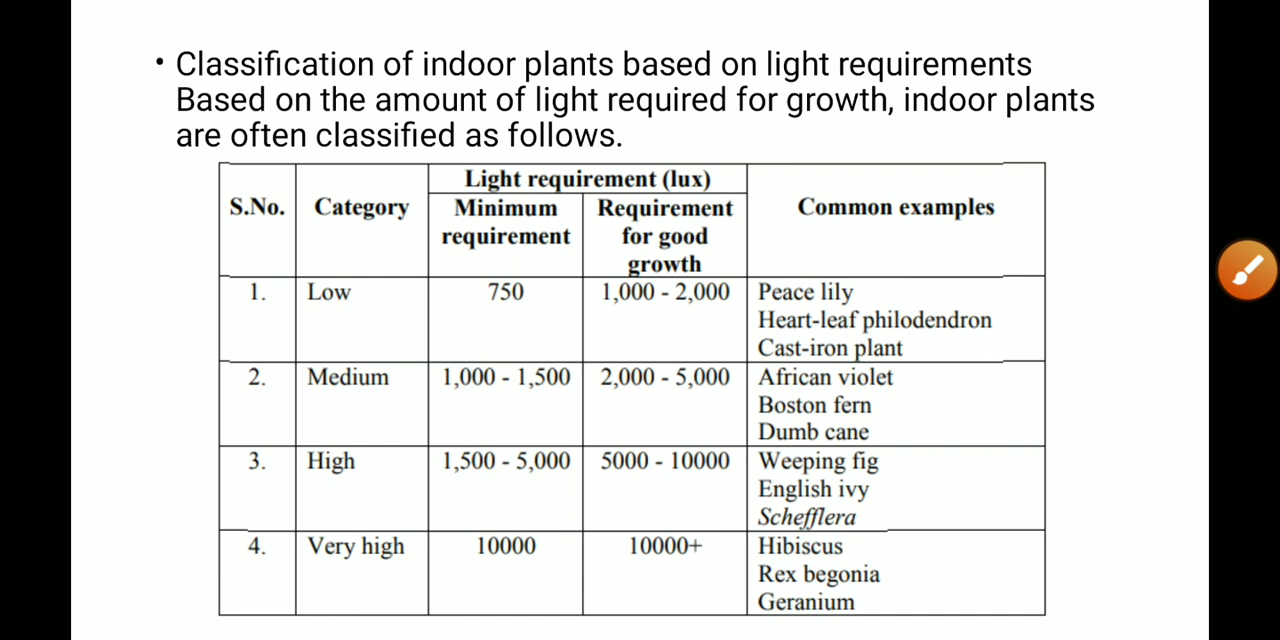 • Classification of indoor plants based on light requirements
Based on the amount of light required for growth, indoor plants
are often classified as follows.
S.No. Category Light requirement (lux) Common examples
Minimum requirement Requirement for good growth
1. Low 750 1,000 - 2,000 Peace lily
Heart-leaf philodendron
Cast-iron plant
2. Medium 1,000 - 1,500 2,000 - 5,000 African violet
Boston fern
Dumb cane
3. High 1,500 - 5,000 5000 - 10000 Weeping fig
English ivy
Schefflera
4. Very high 10000 10000+ Hibiscus
Rex begonia
Geranium